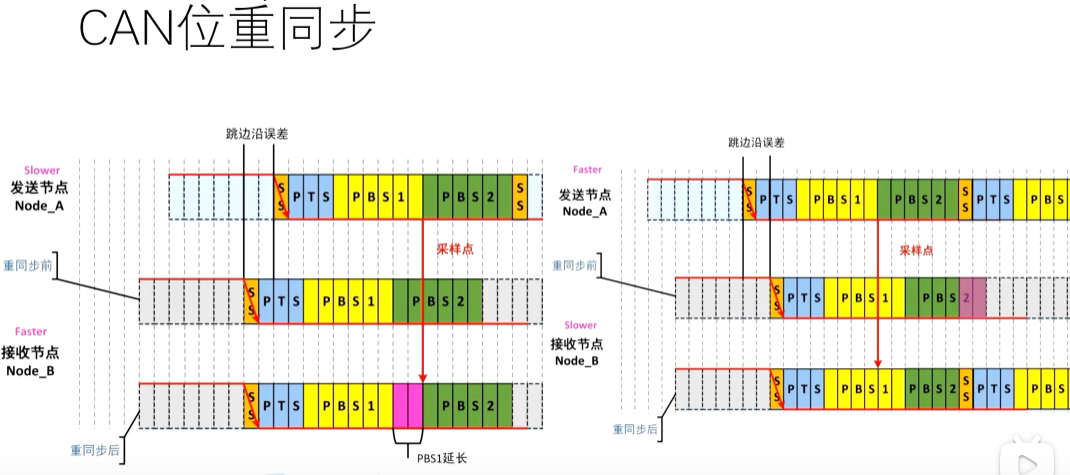 CAN位重同步
跳边沿误差
Slower
发送节点
Node_A
S S P T S P B S 1 P B S 2 S S
采样点
重同步前
S S P T S P B S 1 P B S 2
Faster
接收节点
Node_B
S S P T S P B S 1 P B S 2
重同步后
PBS1延长
跳边沿误差
Faster
发送节点
Node_A
S S P T S P B S 1 P B S 2 S S P T S P B S
采样点
重同步前
S S P T S P B S 1 P B S 2
Slower
接收节点
Node_B
S S P T S P B S 1 P B S 2 S S P T S P B S
重同步后